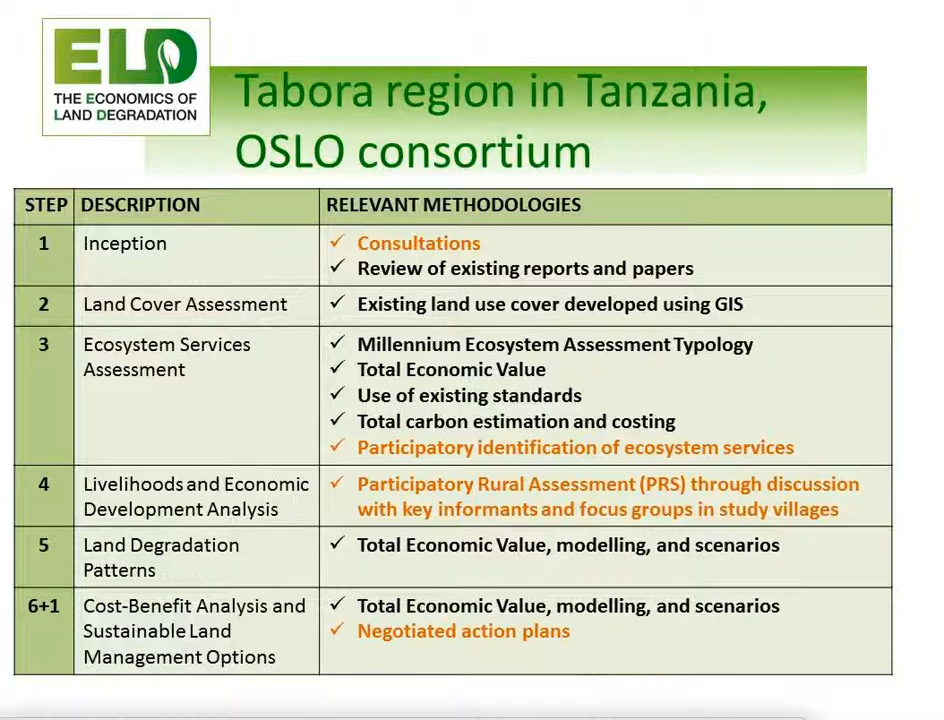 ELD
THE ECONOMICS OF
LAND DEGRADATION
Tabora region in Tanzania,
OSLO consortium
STEP DESCRIPTION RELEVANT METHODOLOGIES
1 Inception ✓ Consultations
✓ Review of existing reports and papers
2 Land Cover Assessment ✓ Existing land use cover developed using GIS
3 Ecosystem Services ✓ Millennium Ecosystem Assessment Typology
Assessment ✓ Total Economic Value
✓ Use of existing standards
✓ Total carbon estimation and costing
✓ Participatory identification of ecosystem services
4 Livelihoods and Economic ✓ Participatory Rural Assessment (PRS) through discussion
Development Analysis with key informants and focus groups in study villages
5 Land Degradation ✓ Total Economic Value, modelling, and scenarios
Patterns
6+1 Cost-Benefit Analysis and ✓ Total Economic Value, modelling, and scenarios
Sustainable Land ✓ Negotiated action plans
Management Options